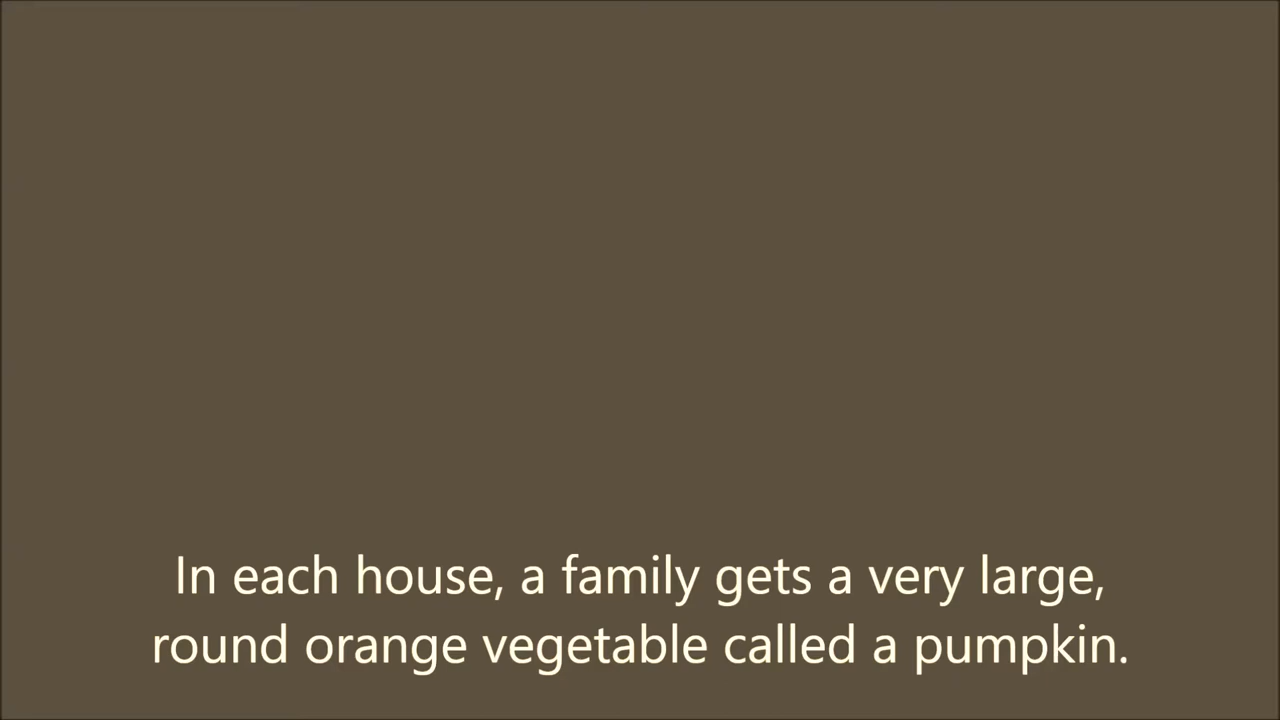 In each house, a family gets a very large,
round orange vegetable called a pumpkin.